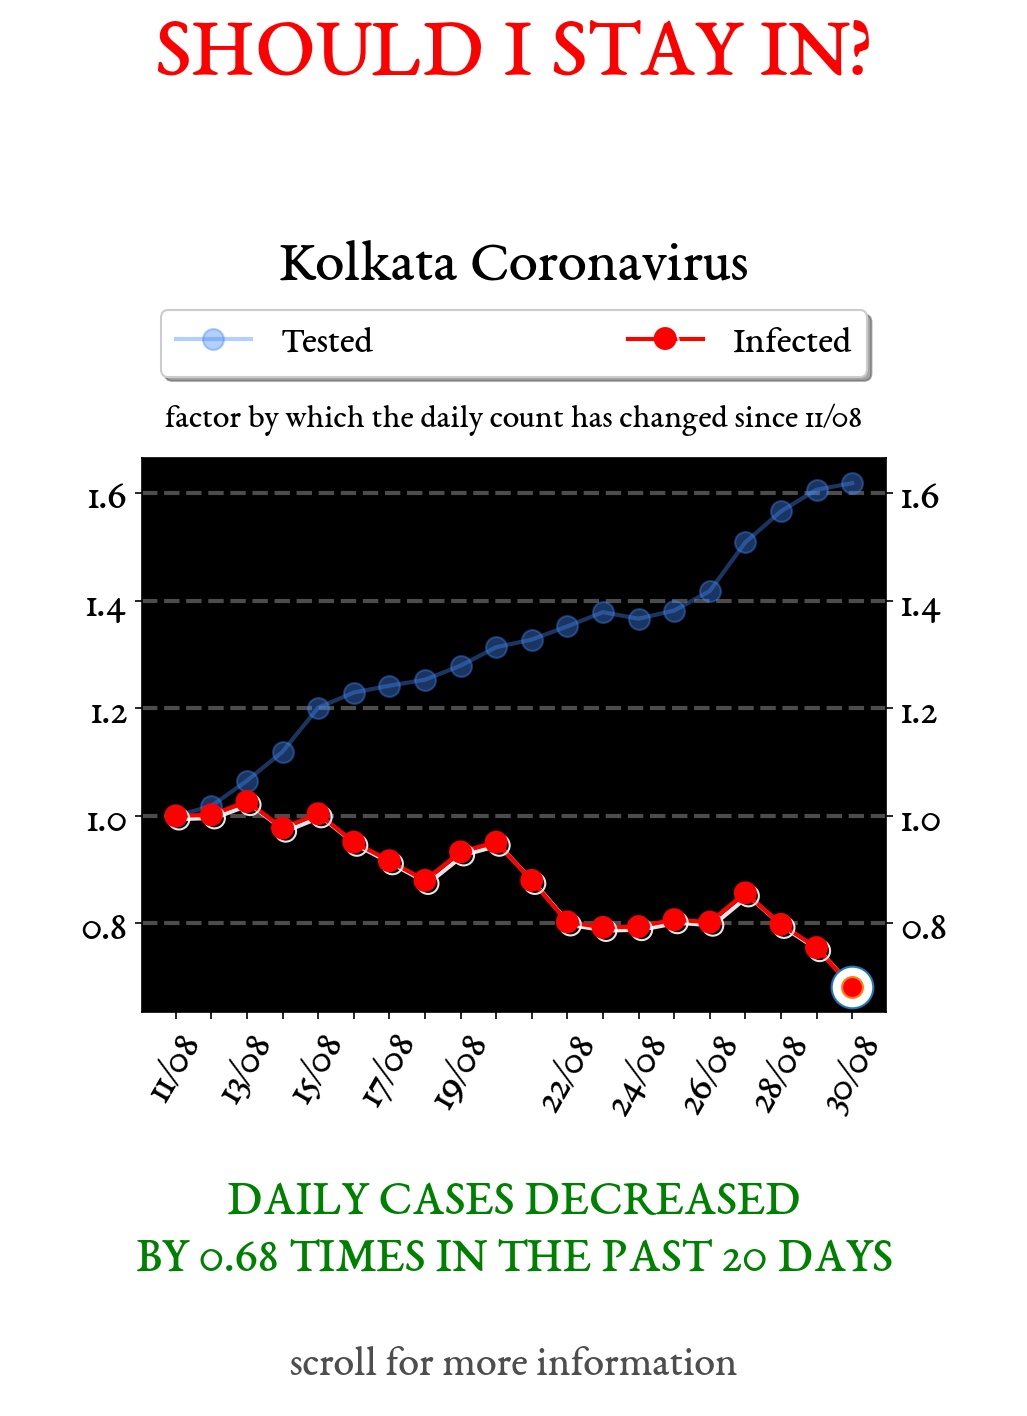 SHOULD I STAY IN?
Kolkata Coronavirus
Tested Infected
factor by which the daily count has changed since 11/08
1.6 1.6
1.4 1.4
1.2 1.2
1.0 1.0
0.8 0.8
11/08 13/08 15/08 17/08 19/08 22/08 24/08 26/08 28/08 30/08
DAILY CASES DECREASED
BY 0.68 TIMES IN THE PAST 20 DAYS
scroll for more information